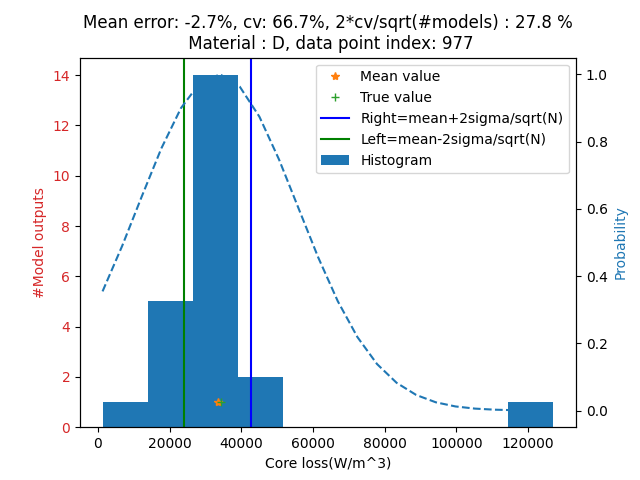 Mean error: -2.7%, cv: 66.7%, 2*cv/sqrt(#models) : 27.8 %
Material : D, data point index: 977
Mean value
True value
Right=mean+2sigma/sqrt(N)
Left=mean-2sigma/sqrt(N)
Histogram
#Model outputs
14
12
10
8
6
4
2
0
Probability
1.0
0.8
0.6
0.4
0.2
0.0
0 20000 40000 60000 80000 100000 120000
Core loss(W/m^3)